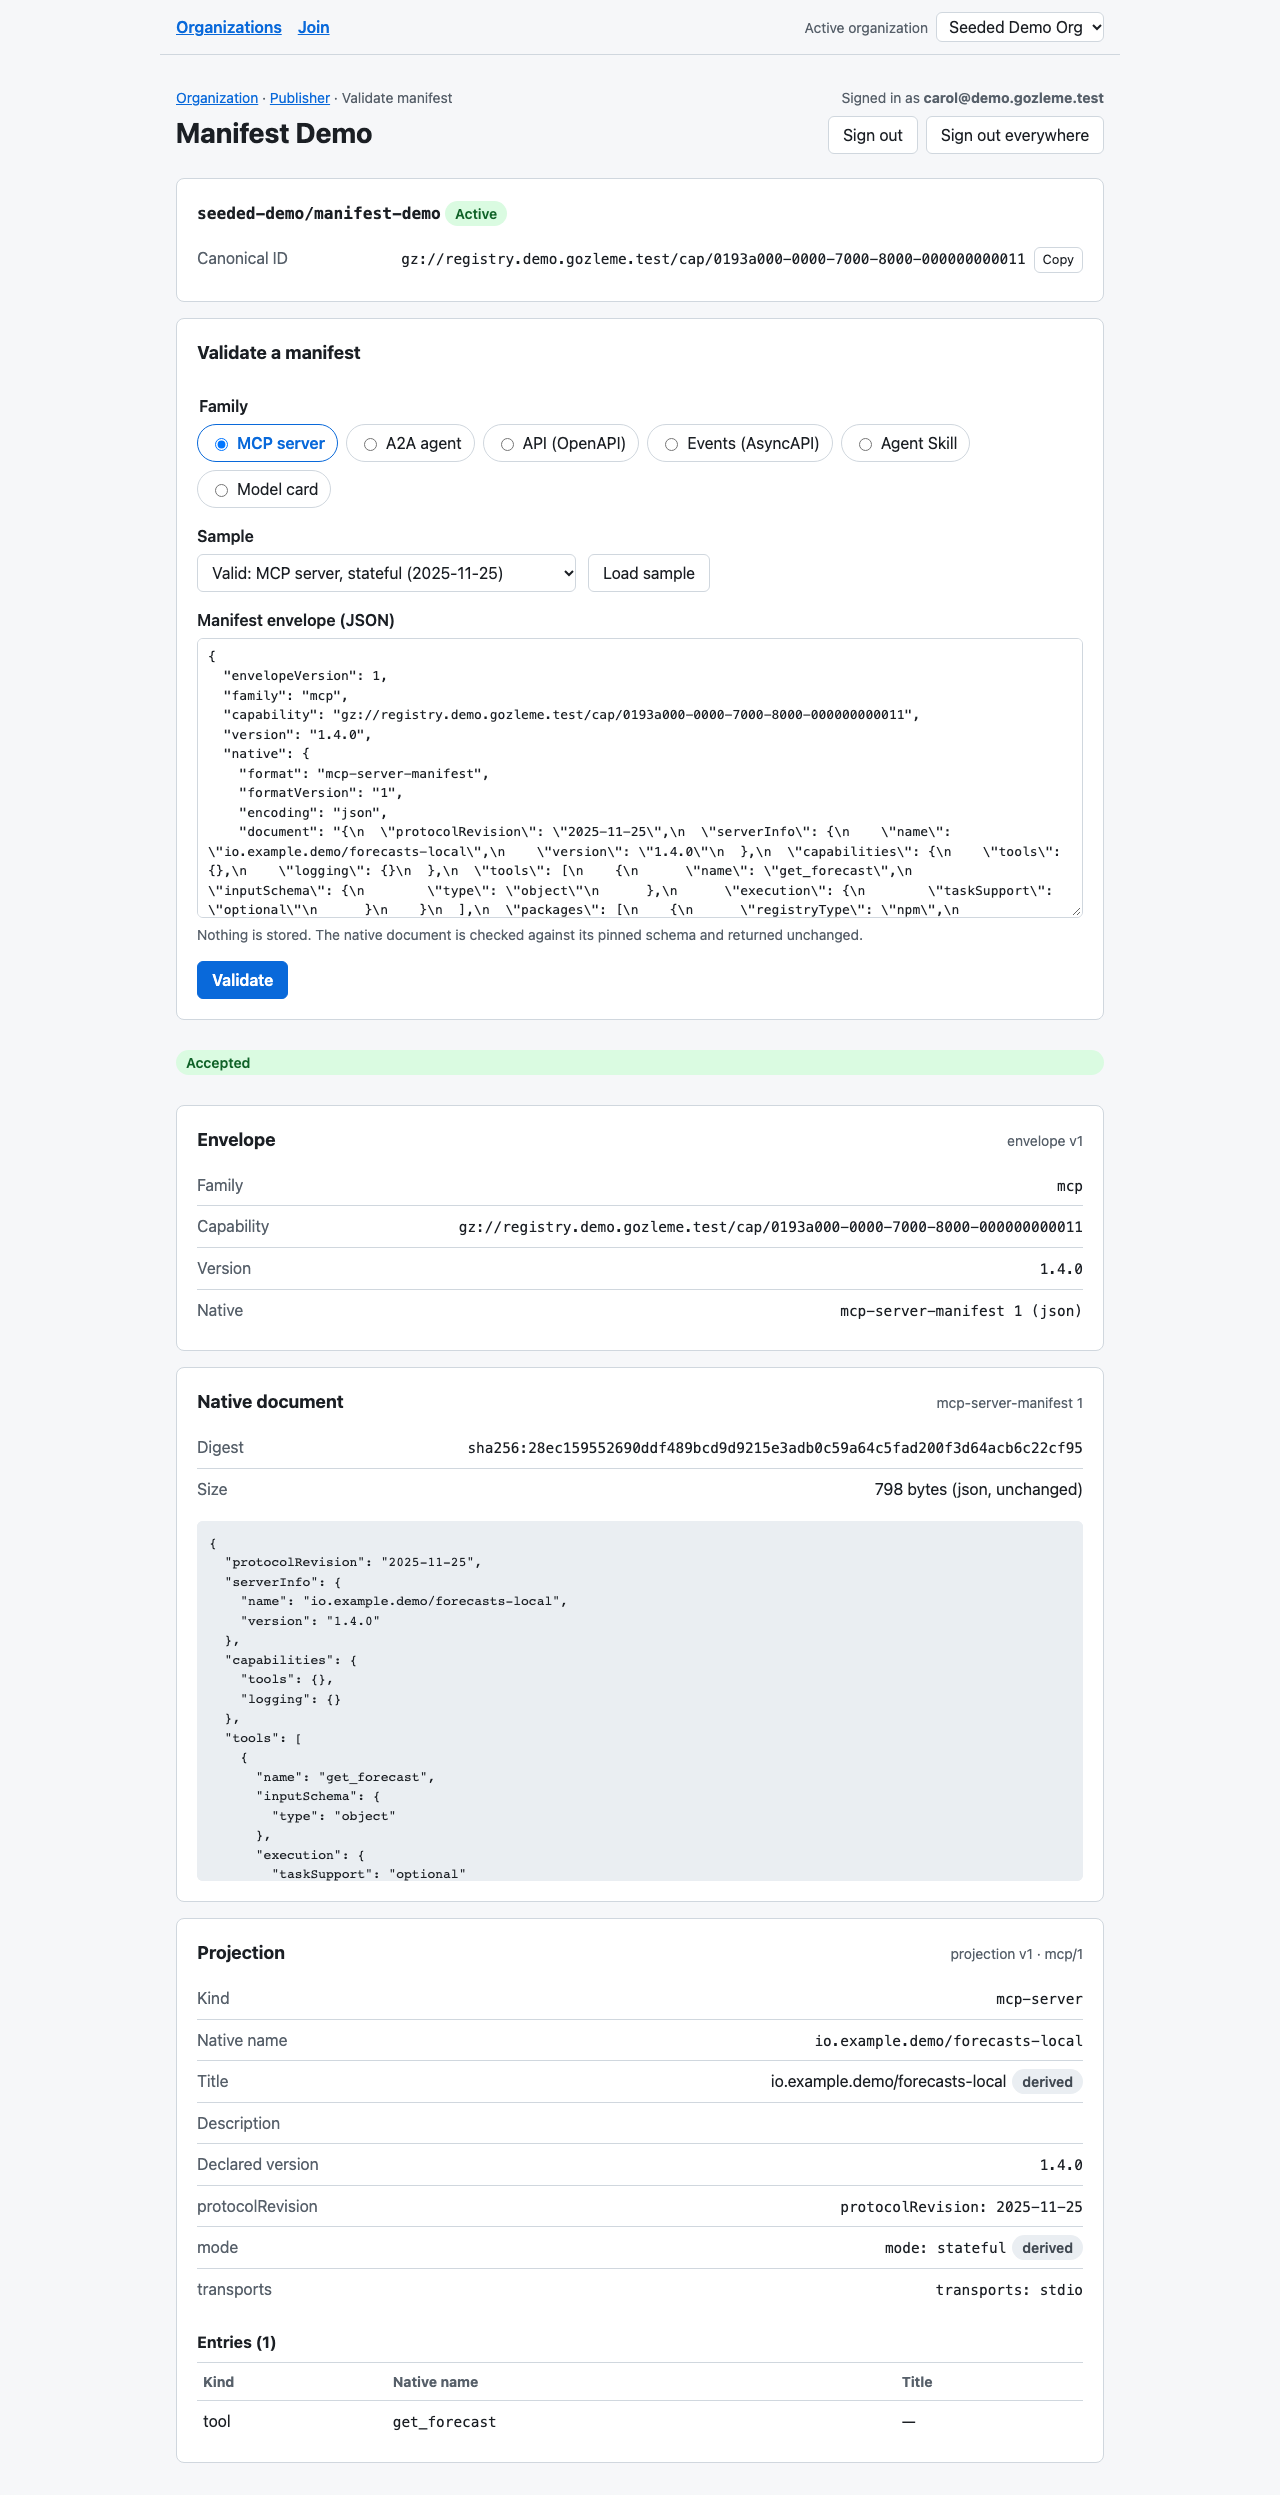 Organizations Join Active organization Seeded Demo Org
Organization · Publisher · Validate manifest Signed in as carol@demo.gozleme.test
Manifest Demo Sign out Sign out everywhere
seeded-demo/manifest-demo Active
Canonical ID gz://registry.demo.gozleme.test/cap/0193a000-0000-7000-8000-000000000011 Copy
Validate a manifest
Family
MCP server A2A agent API (OpenAPI) Events (AsyncAPI) Agent Skill
Model card
Sample
Valid: MCP server, stateful (2025-11-25) Load sample
Manifest envelope (JSON)
{
  "envelopeVersion": 1,
  "family": "mcp",
  "capability": "gz://registry.demo.gozleme.test/cap/0193a000-0000-7000-8000-000000000011",
  "version": "1.4.0",
  "native": {
    "format": "mcp-server-manifest",
    "formatVersion": "1",
    "encoding": "json",
    "document": "{\n  \"protocolRevision\": \"2025-11-25\",\n  \"serverInfo\": {\n    \"name\":
\"io.example.demo/forecasts-local\",\n    \"version\": \"1.4.0\"\n  },\n  \"capabilities\": {\n    \"tools\":
{},\n    \"logging\": {}\n  },\n  \"tools\": [\n    {\n      \"name\": \"get_forecast\",\n
\"inputSchema\": {\n        \"type\": \"object\"\n      },\n      \"execution\": {\n        \"taskSupport\":
\"optional\"\n      }\n    }\n  ],\n  \"packages\": [\n    {\n      \"registryType\": \"npm\",\n
Nothing is stored. The native document is checked against its pinned schema and returned unchanged.
Validate
Accepted
Envelope envelope v1
Family mcp
Capability gz://registry.demo.gozleme.test/cap/0193a000-0000-7000-8000-000000000011
Version 1.4.0
Native mcp-server-manifest 1 (json)
Native document mcp-server-manifest 1
Digest sha256:28ec159552690ddf489bcd9d9215e3adb0c59a64c5fad200f3d64acb6c22cf95
Size 798 bytes (json, unchanged)
{
  "protocolRevision": "2025-11-25",
  "serverInfo": {
    "name": "io.example.demo/forecasts-local",
    "version": "1.4.0"
  },
  "capabilities": {
    "tools": {},
    "logging": {}
  },
  "tools": [
    {
      "name": "get_forecast",
      "inputSchema": {
        "type": "object"
      },
      "execution": {
        "taskSupport": "optional"
Projection projection v1 · mcp/1
Kind mcp-server
Native name io.example.demo/forecasts-local
Title io.example.demo/forecasts-local derived
Description
Declared version 1.4.0
protocolRevision protocolRevision: 2025-11-25
mode mode: stateful derived
transports transports: stdio
Entries (1)
Kind Native name Title
tool get_forecast —